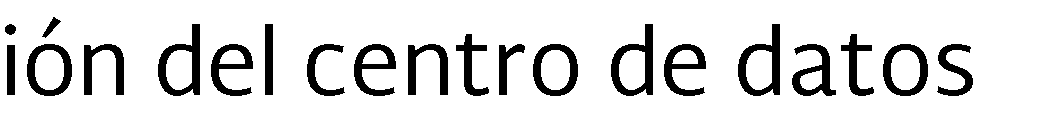 ión del centro de datos